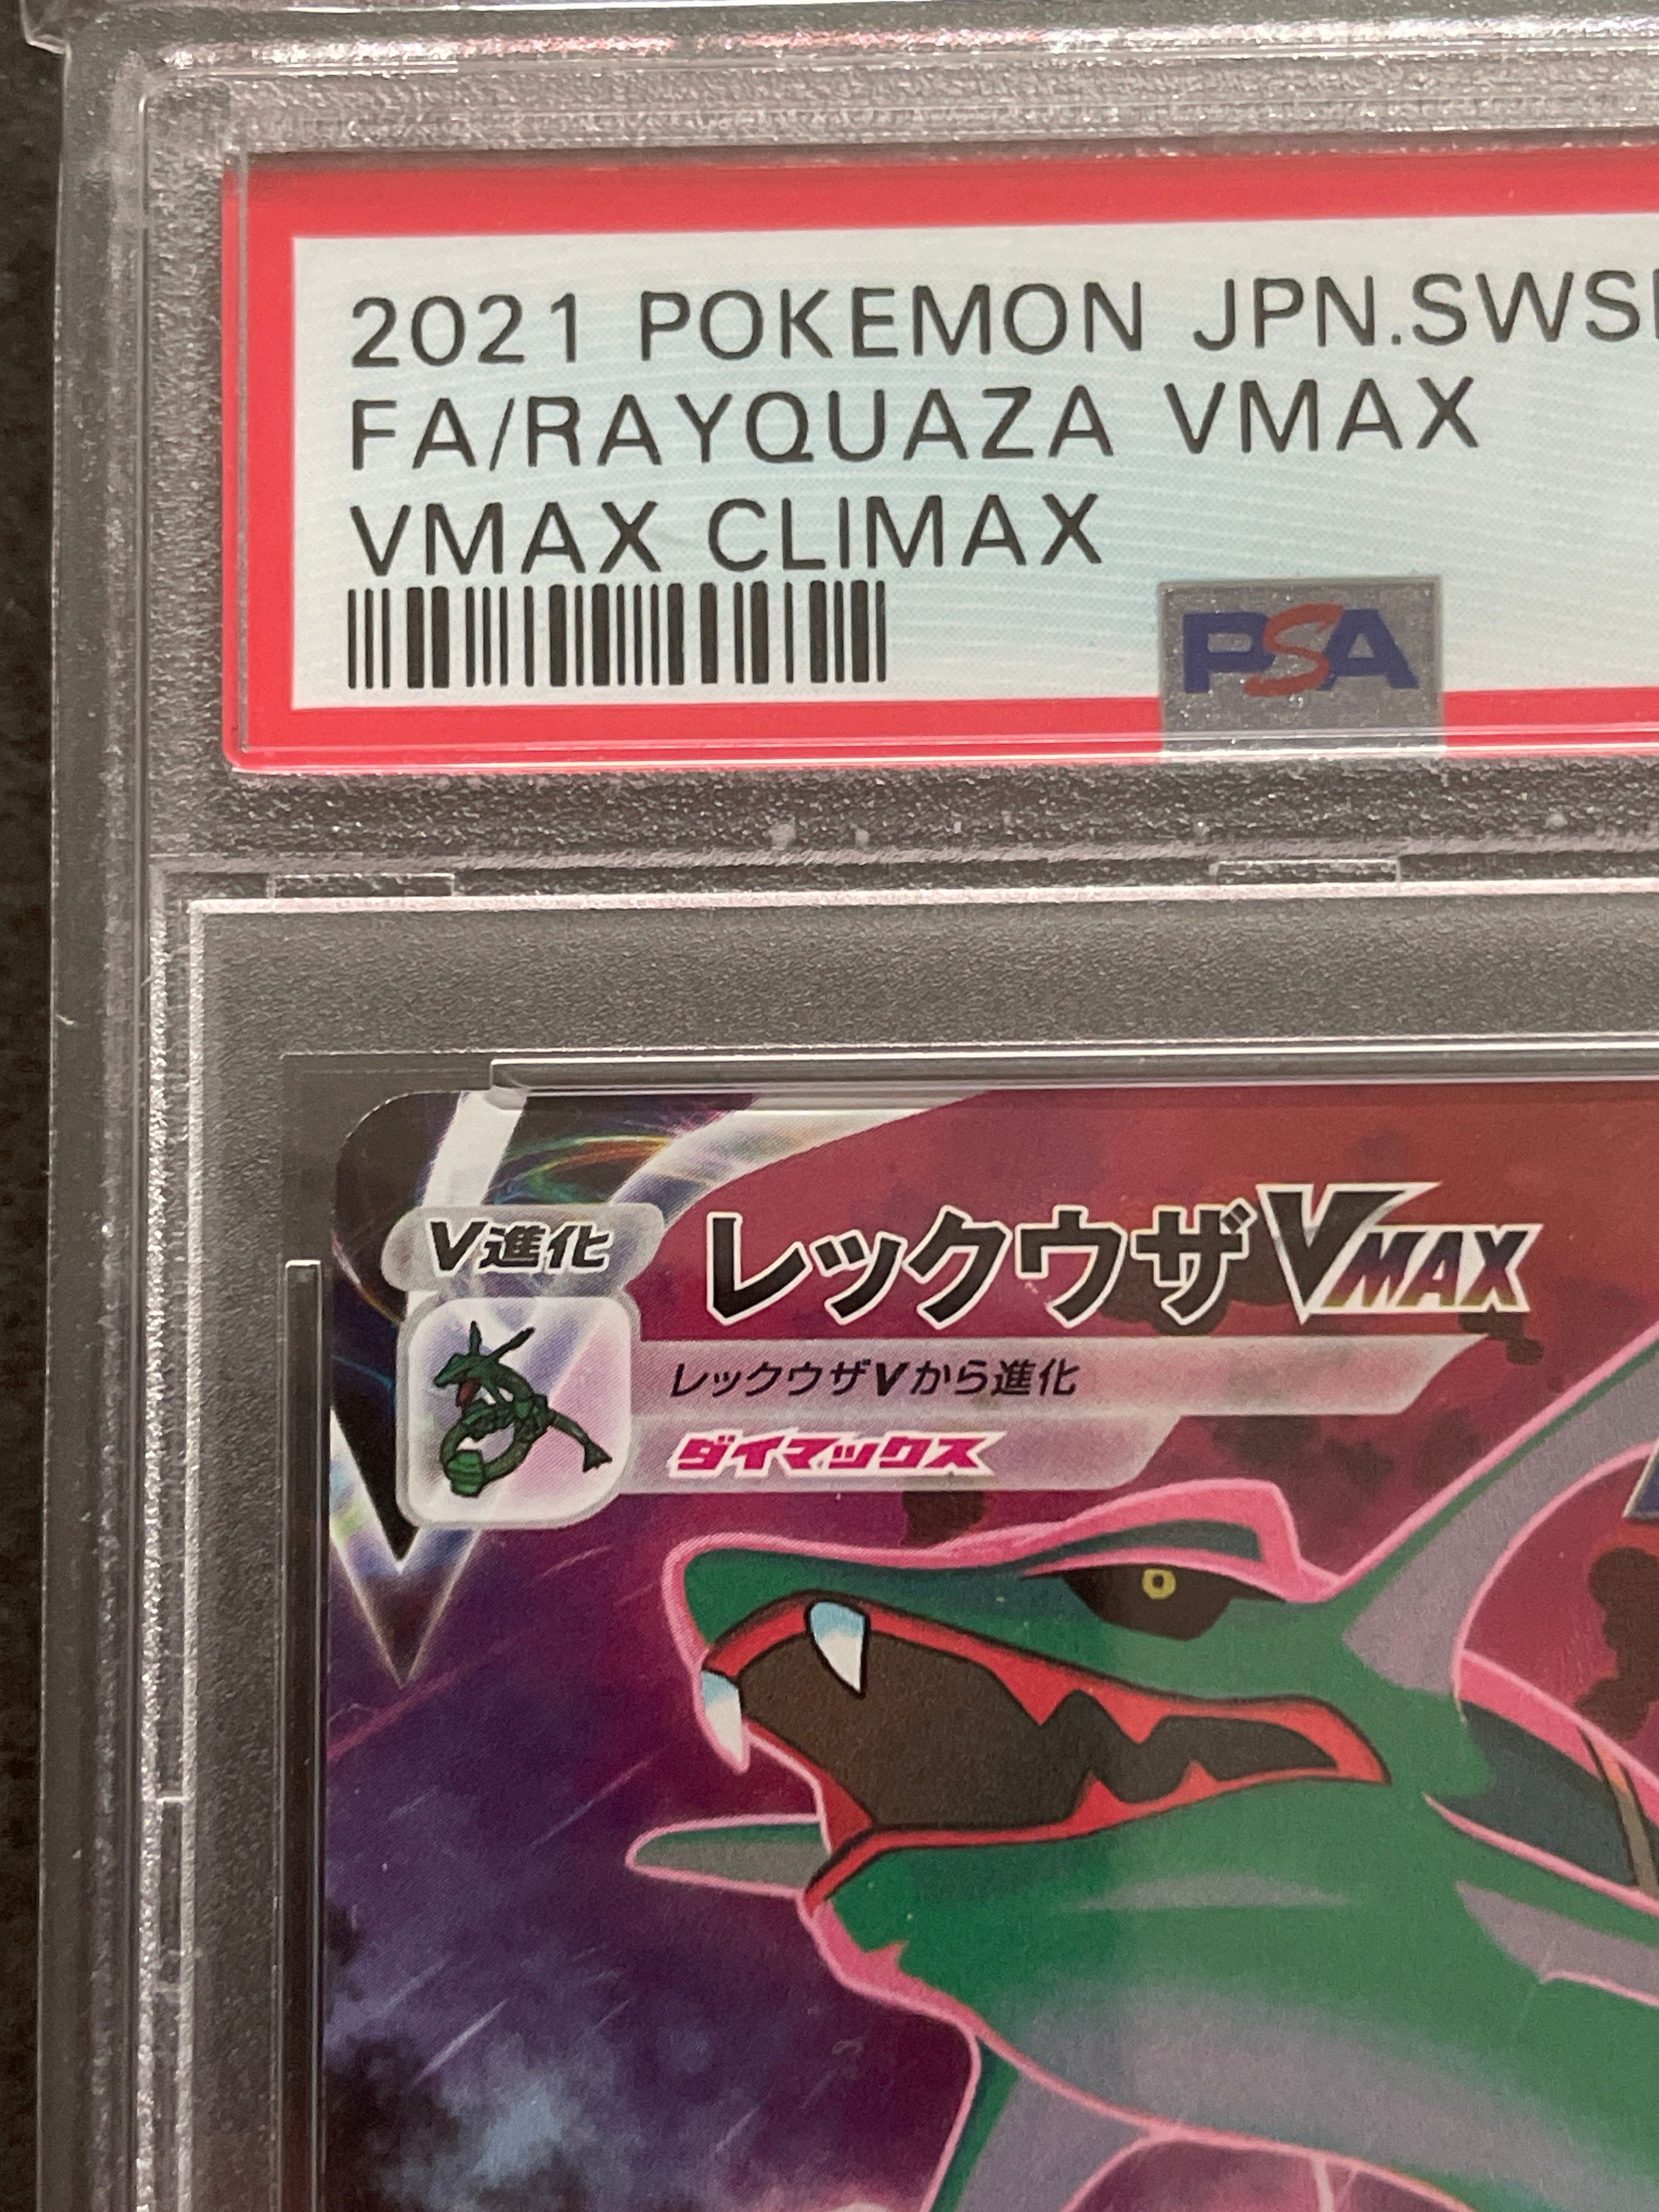 2021 POKEMON JPN.SWS
FA/RAYQUAZA VMAX
VMAX CLIMAX
PSA
V進化
レックウザVMAX
レックウザVから進化
ダイマックス